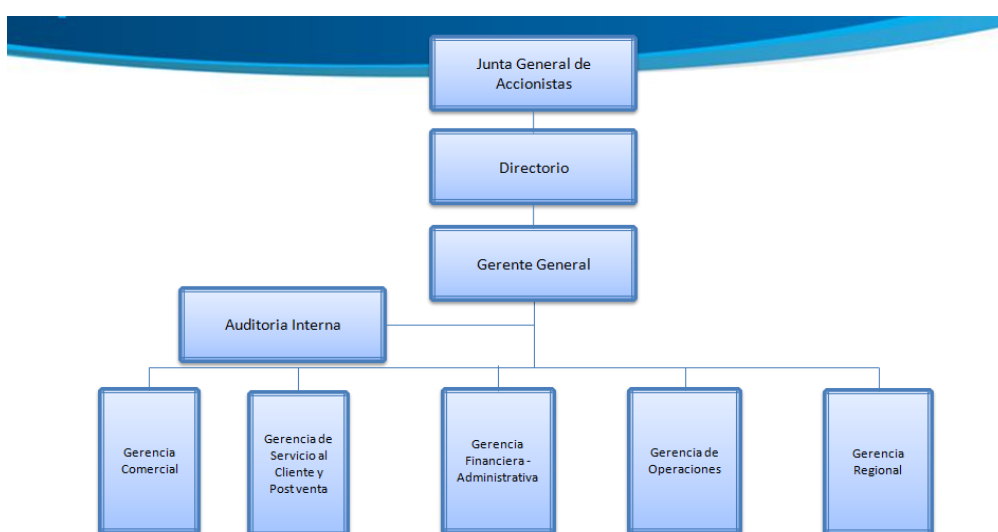 Junta General de
Accionistas
Directorio
Gerente General
Auditoria Interna
Gerencia
Comercial
Gerencia de
Servicio al
Cliente y
Post venta
Gerencia
Financiera -
Administrativa
Gerencia de
Operaciones
Gerencia
Regional